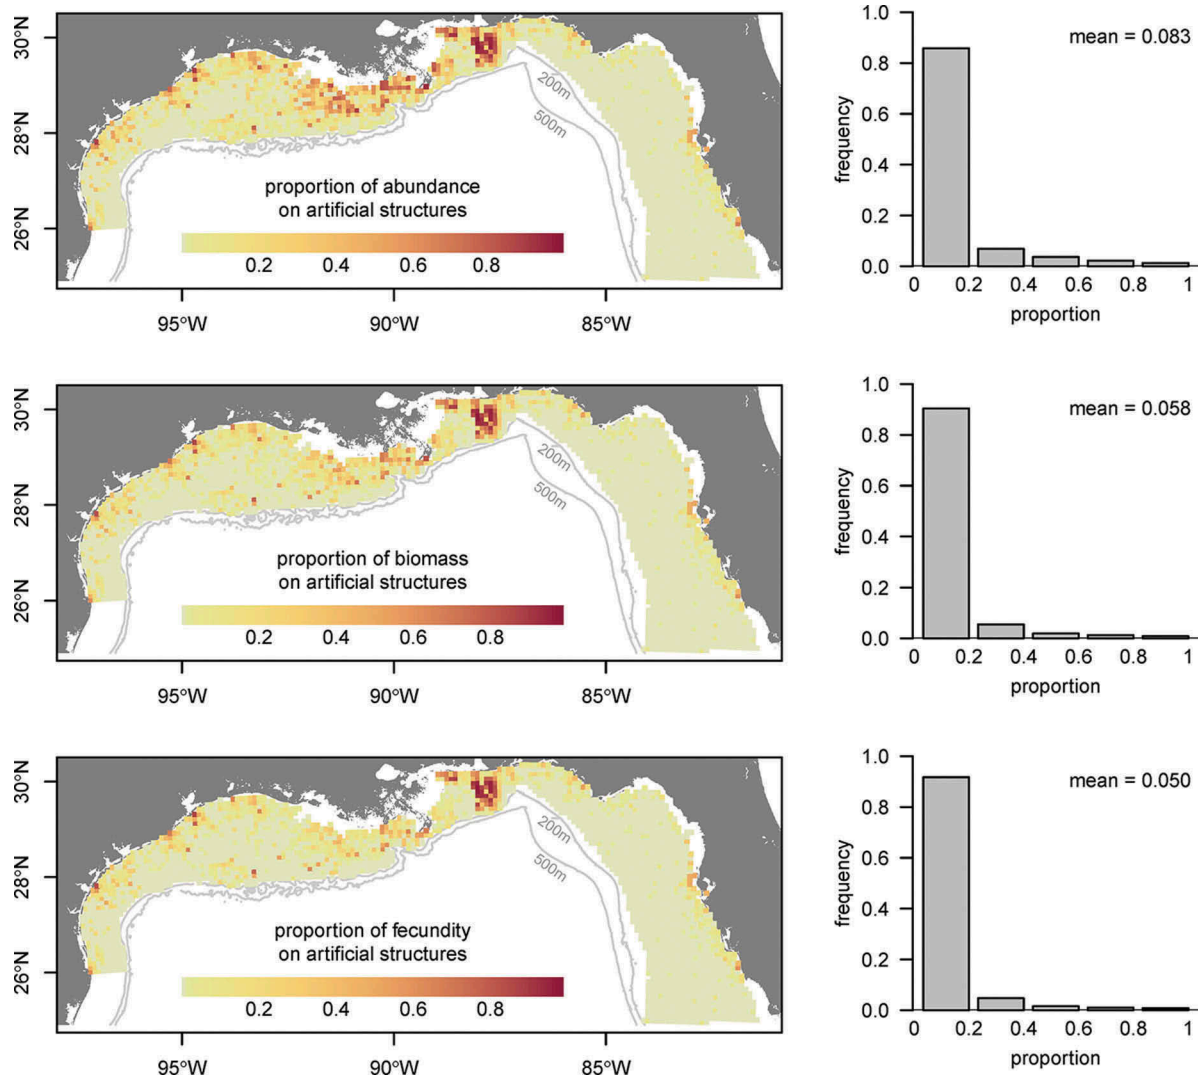 30°N
28°N
26°N
200m
500m
proportion of abundance
on artificial structures
0.2 0.4 0.6 0.8
95°W 90°W 85°W
1.0
0.8
0.6
0.4
0.2
0.0
frequency
mean = 0.083
0 0.2 0.4 0.6 0.8 1
proportion
30°N
28°N
26°N
200m
500m
proportion of biomass
on artificial structures
0.2 0.4 0.6 0.8
95°W 90°W 85°W
1.0
0.8
0.6
0.4
0.2
0.0
frequency
mean = 0.058
0 0.2 0.4 0.6 0.8 1
proportion
30°N
28°N
26°N
200m
500m
proportion of fecundity
on artificial structures
0.2 0.4 0.6 0.8
95°W 90°W 85°W
1.0
0.8
0.6
0.4
0.2
0.0
frequency
mean = 0.050
0 0.2 0.4 0.6 0.8 1
proportion